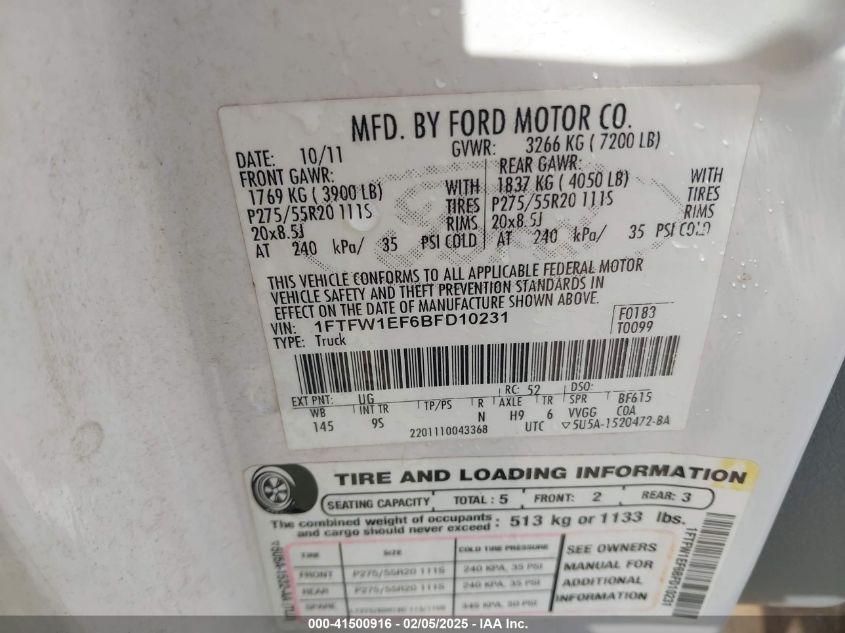 MFD. BY FORD MOTOR CO.
DATE: 10/11 GVWR: 3266 KG ( 7200 LB)
FRONT GAWR: REAR GAWR:
1769 KG ( 3900 LB) WITH 1837 KG ( 4050 LB) WITH
P275/55R20 111S TIRES P275/55R20 111S TIRES
20x8.5J RIMS 20x8.5J RIMS
AT 240 kPa/ 35 PSI COLD AT 240 kPa/ 35 PSI COLD
THIS VEHICLE CONFORMS TO ALL APPLICABLE FEDERAL MOTOR
VEHICLE SAFETY AND THEFT PREVENTION STANDARDS IN
EFFECT ON THE DATE OF MANUFACTURE SHOWN ABOVE.
VIN: 1FTFW1EF6BFD10231 F0183
TYPE: Truck T0099
EXT PNT: UG RC: 52 DSO:
WB INT TR TP/PS R AXLE TR SPR BF615
145 9S N H9 6 VVGG COA
2201110043368 UTC ▽5U5A-1520472-BA
TIRE AND LOADING INFORMATION
SEATING CAPACITY TOTAL : 5 FRONT: 2 REAR: 3
The combined weight of occupants
and cargo should never exceed : 513 kg or 1133 lbs.
TIRE SIZE COLD TIRE PRESSURE
FRONT P275/55R20 111S 240 KPA, 35 PSI
REAR P275/55R20 111S 240 KPA, 35 PSI
SPARE 345 KPA, 50 PSI
SEE OWNERS
MANUAL FOR
ADDITIONAL
INFORMATION
1FTFW1EF6BFD10231
000-41500916 - 02/05/2025 - IAA Inc.